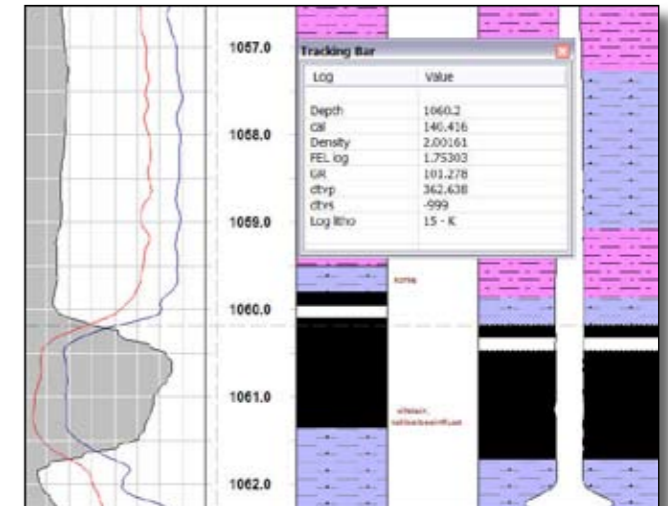 1057.0
1058.0
1059.0
1060.0
1061.0
1062.0
Tracking Bar
Log Value
Depth 1060.2
cal 140.416
Density 2.00161
FEL log 1.75303
GR 101.278
dtvp 362.638
dtvs -999
Log litho 15 - K